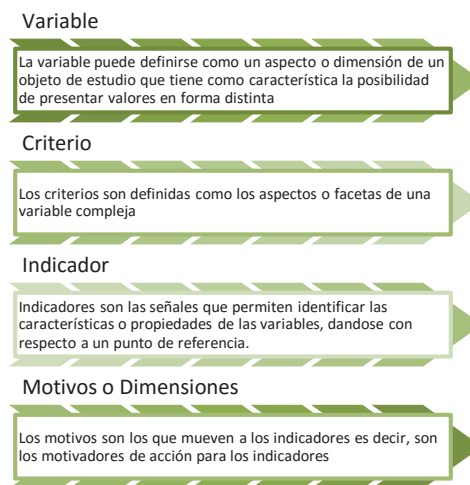 Variable
La variable puede definirse como un aspecto o dimensión de un
objeto de estudio que tiene como característica la posibilidad
de presentar valores en forma distinta
Criterio
Los criterios son definidas como los aspectos o facetas de una
variable compleja
Indicador
Indicadores son las señales que permiten identificar las
características o propiedades de las variables, dandose con
respecto a un punto de referencia.
Motivos o Dimensiones
Los motivos son los que mueven a los indicadores es decir, son
los motivadores de acción para los indicadores